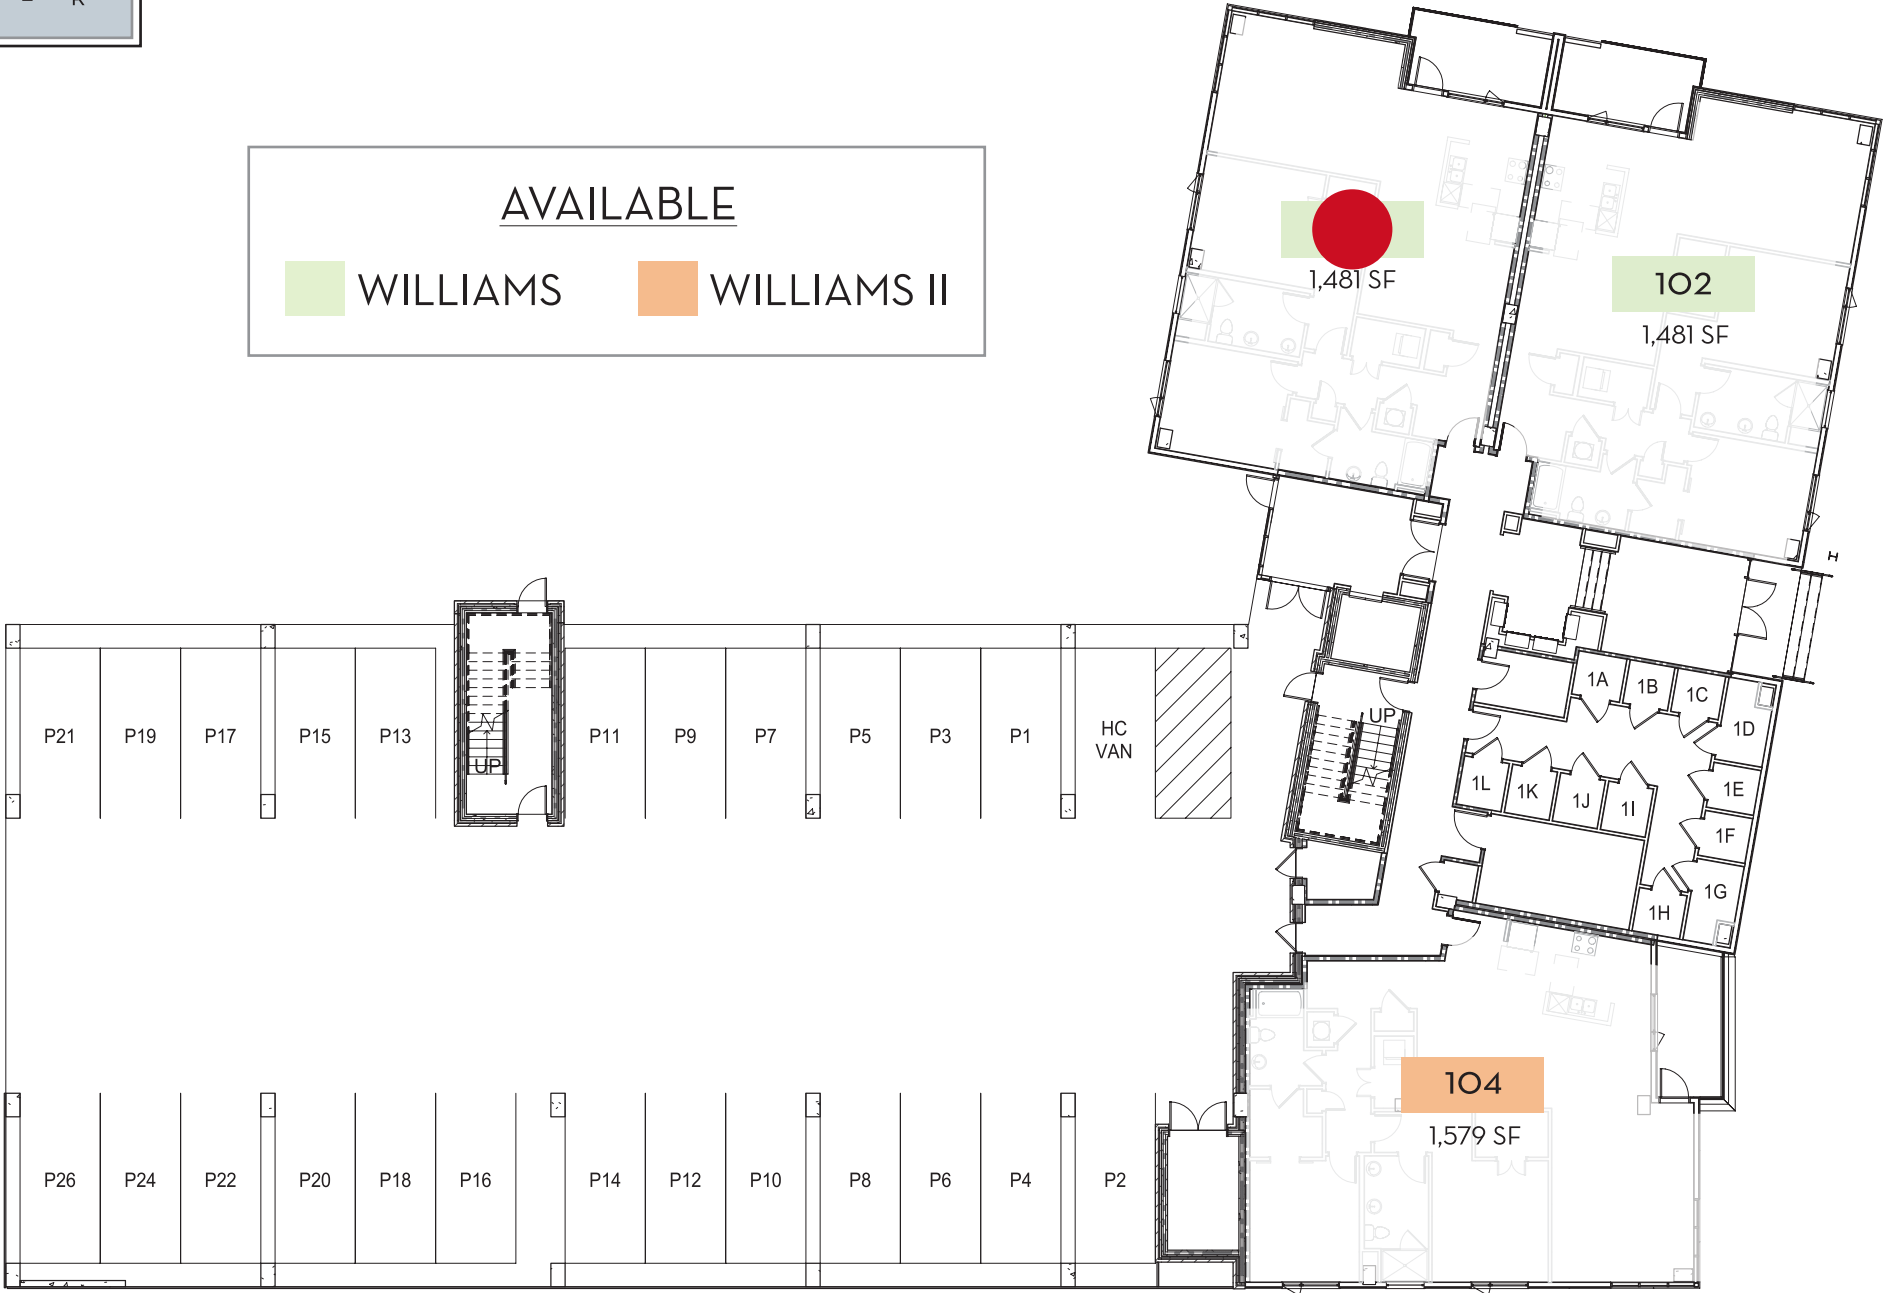 R
AVAILABLE
WILLIAMS
WILLIAMS II
1,481 SF
102
1,481 SF
H
UP
UP
P21
P19
P17
P15
P13
P11
P9
P7
P5
P3
P1
HC
VAN
1A
1B
1C
1D
1E
1F
1G
1H
1I
1J
1K
1L
104
1,579 SF
P26
P24
P22
P20
P18
P16
P14
P12
P10
P8
P6
P4
P2